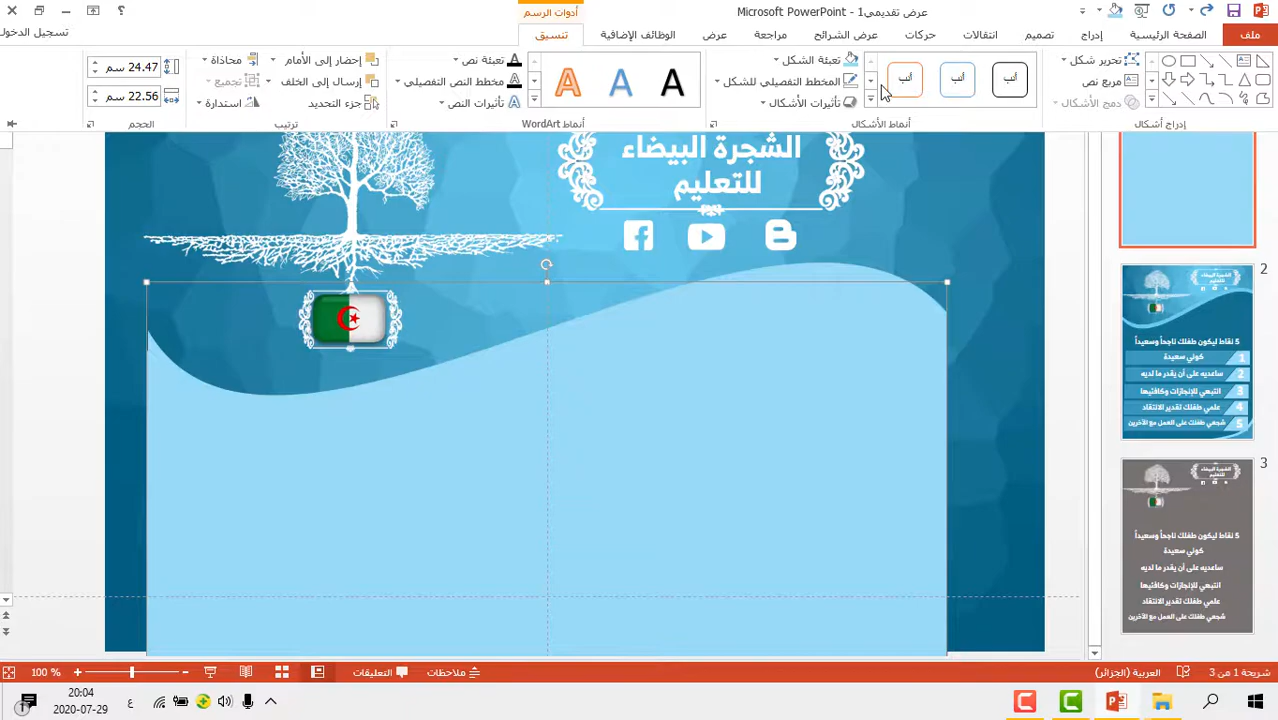 عرض تقديمي1 - Microsoft PowerPoint
أدوات الرسم
ملف
الصفحة الرئيسية
إدراج
تصميم
انتقالات
حركات
عرض الشرائح
مراجعة
عرض
الوظائف الإضافية
تنسيق
تسجيل الدخول
تحرير شكل
مربع نص
دمج الأشكال
إدراج أشكال
أنب
أنب
أنب
تعبئة الشكل
المخطط التفصيلي للشكل
تأثيرات الأشكال
أنماط الأشكال
A
A
A
تعبئة نص
مخطط النص التفصيلي
تأثيرات النص
أنماط WordArt
إحضار إلى الأمام
إرسال إلى الخلف
جزء التحديد
محاذاة
تجميع
استدارة
ترتيب
24.47 سم
22.56 سم
الحجم
الشجرة البيضاء
للتعليم
2
5 نقاط ليكون طفلك ناجحاً وسعيداً
كوني سعيدة 1
ساعديه على أن يقدر ما لديه 2
انتبهي للإنجازات وكافئيها 3
علمي طفلك تقدير الانتقاد 4
شجعي طفلك على العمل مع الآخرين 5
3
5 نقاط ليكون طفلك ناجحاً وسعيداً
كوني سعيدة
ساعديه على أن يقدر ما لديه
انتبهي للإنجازات وكافئيها
علمي طفلك تقدير الانتقاد
شجعي طفلك على العمل مع الآخرين
شريحة 1 من 3
العربية (الجزائر)
ملاحظات
التعليقات
100 %
20:04
2020-07-29
ع